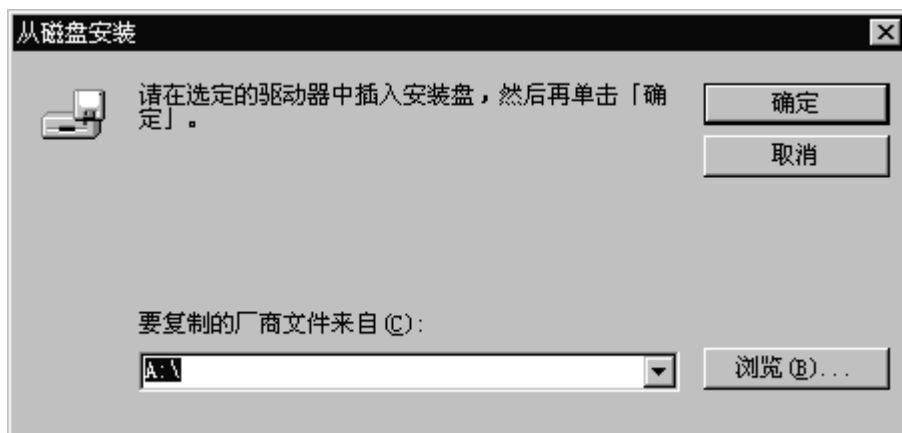 从磁盘安装
请在选定的驱动器中插入安装盘，然后再单击「确
定」。
确定
取消
要复制的厂商文件来自(C):
A:\
浏览(B)...